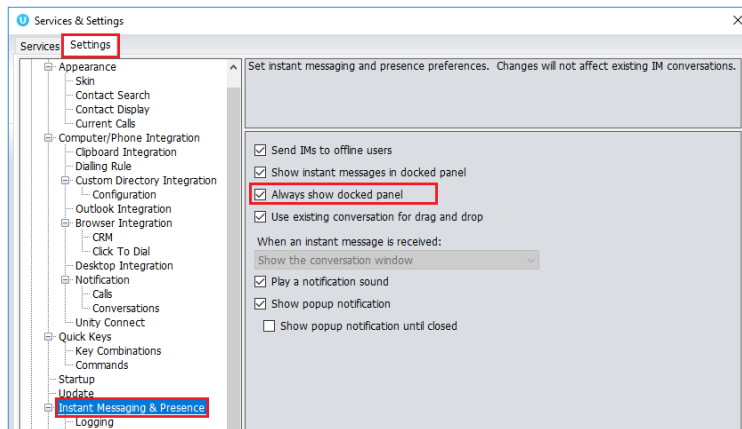 Services & Settings
Services Settings
Appearance
Skin
Contact Search
Contact Display
Current Calls
Computer/Phone Integration
Clipboard Integration
Dialling Rule
Custom Directory Integration
Configuration
Outlook Integration
Browser Integration
CRM
Click To Dial
Desktop Integration
Notification
Calls
Conversations
Unity Connect
Quick Keys
Key Combinations
Commands
Startup
Update
Instant Messaging & Presence
Logging
Set instant messaging and presence preferences. Changes will not affect existing IM conversations.
Send IMs to offline users
Show instant messages in docked panel
Always show docked panel
Use existing conversation for drag and drop
When an instant message is received:
Show the conversation window
Play a notification sound
Show popup notification
Show popup notification until closed